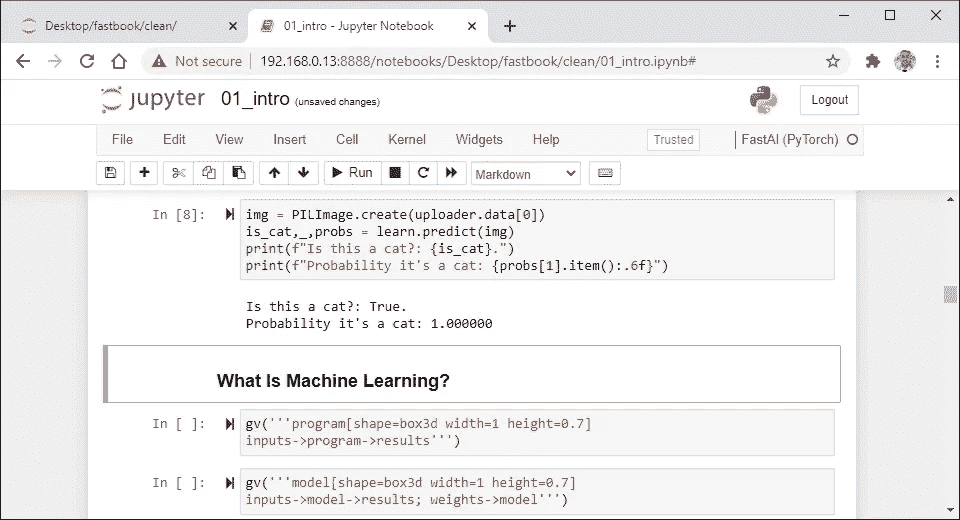 Desktop/fastbook/clean/
01_intro - Jupyter Notebook
Not secure
192.168.0.13:8888/notebooks/Desktop/fastbook/clean/01_intro.ipynb#
jupyter 01_intro (unsaved changes)
Logout
File Edit View Insert Cell Kernel Widgets Help
Trusted
FastAI (PyTorch)
Run
Markdown
In [8]:
img = PILImage.create(uploader.data[0])
is_cat,_,probs = learn.predict(img)
print(f"Is this a cat?: {is_cat}.")
print(f"Probability it's a cat: {probs[1].item():.6f}")
Is this a cat?: True.
Probability it's a cat: 1.000000
What Is Machine Learning?
In [ ]:
gv('''program[shape=box3d width=1 height=0.7]
inputs->program->results''')
In [ ]:
gv('''model[shape=box3d width=1 height=0.7]
inputs->model->results; weights->model''')